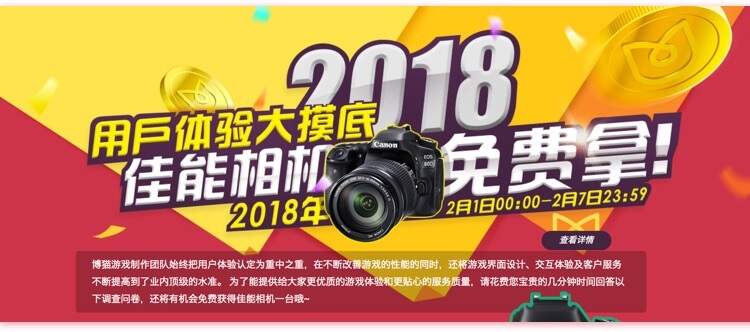 2018
用戶体验大摸底
佳能相机免费拿!
2018年2月1日00:00-2月7日23:59
Canon
EOS
80D
查看详情
博猫游戏制作团队始终把用户体验认定为重中之重，在不断改善游戏的性能的同时，还将游戏界面设计、交互体验及客户服务
不断提高到了业内顶级的水准。 为了能提供给大家更优质的游戏体验和更贴心的服务质量，请花费您宝贵的几分钟时间回答以
下调查问卷，还将有机会免费获得佳能相机一台哦~